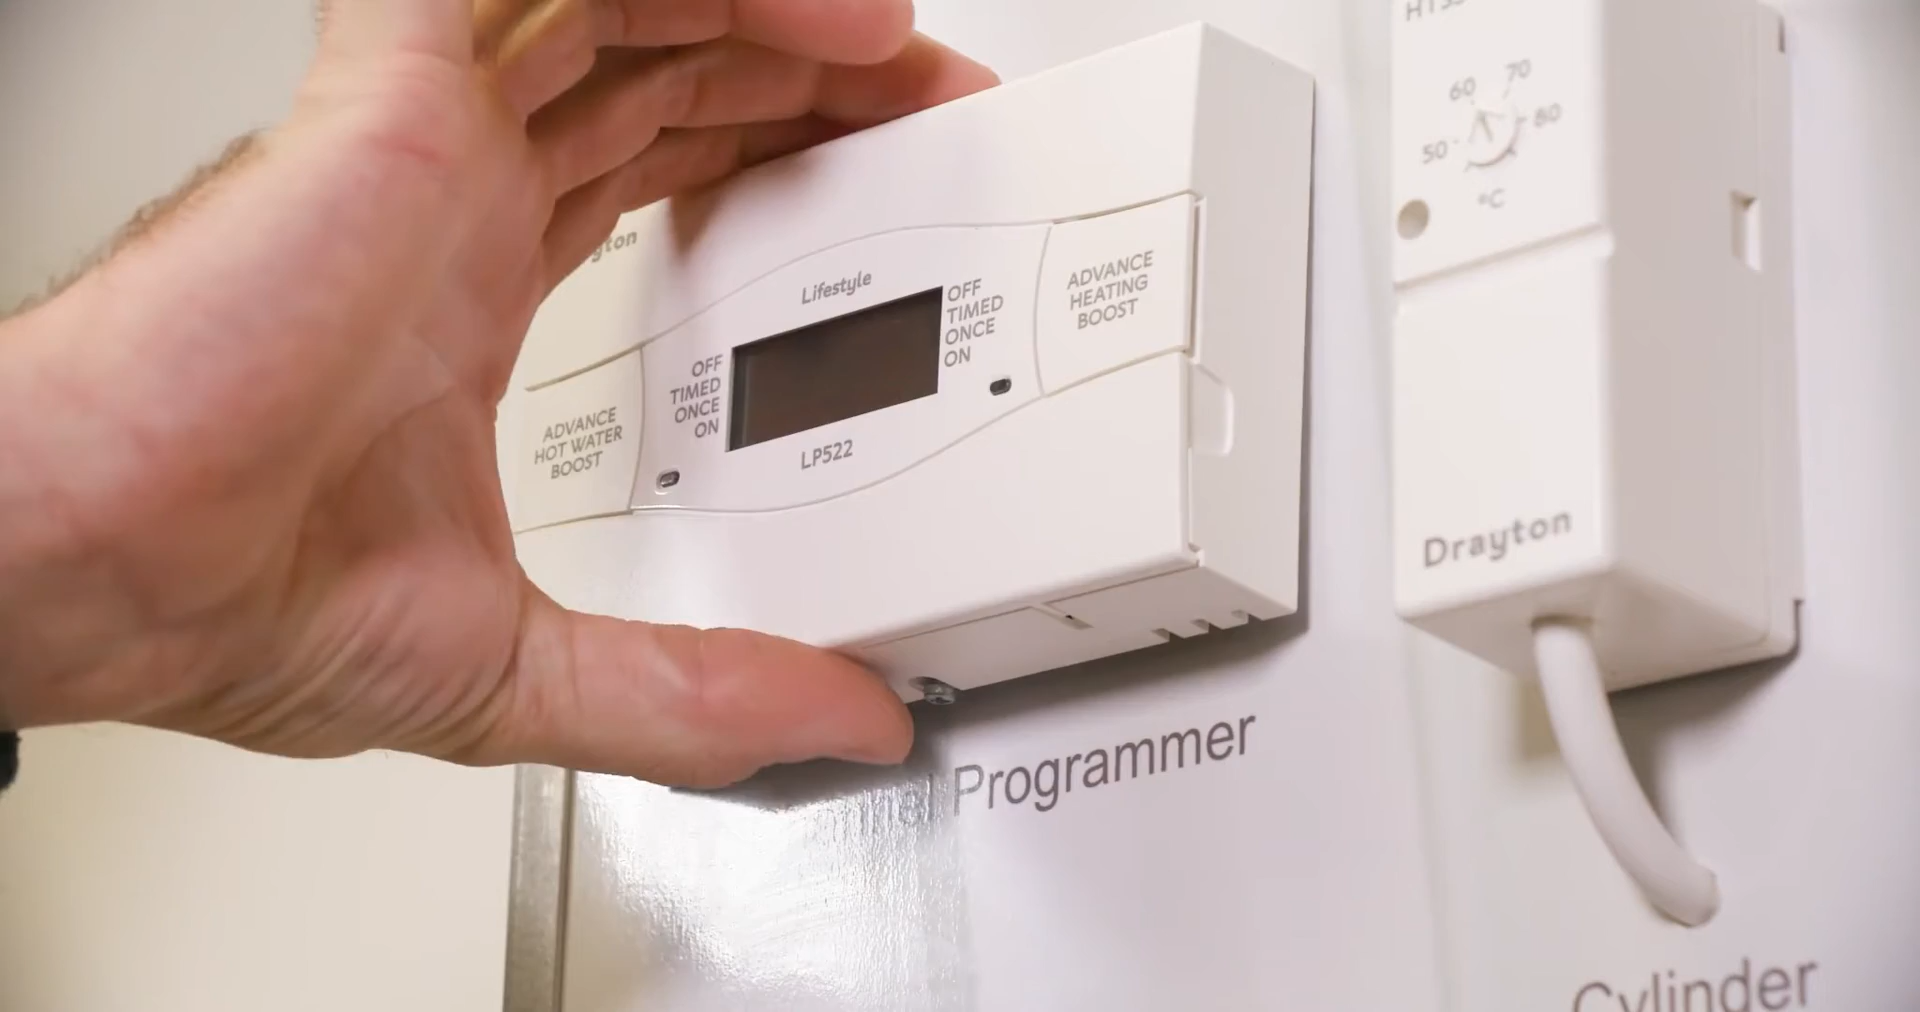 Lifestyle
OFF
TIMED
ONCE
ON
OFF
TIMED
ONCE
ON
LP522
ADVANCE
HOT WATER
BOOST
ADVANCE
HEATING
BOOST
Programmer
60 70
50 80
°C
Drayton
Cylinder